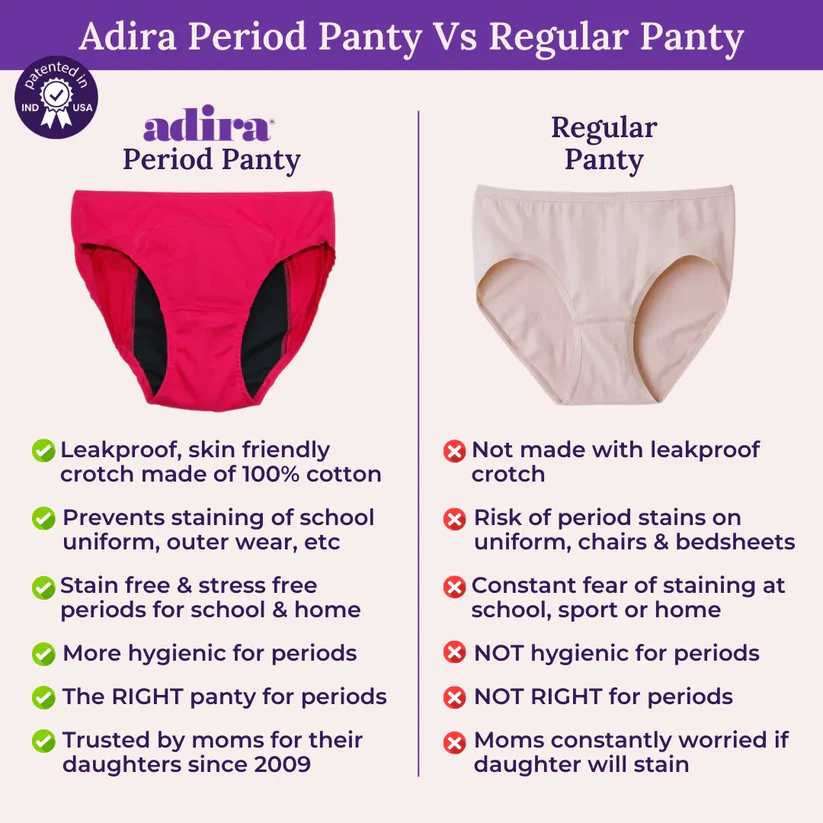 Adira Period Panty Vs Regular Panty
patented in
IND USA
adira®
Period Panty
Regular
Panty
Leakproof, skin friendly
crotch made of 100% cotton
Prevents staining of school
uniform, outer wear, etc
Stain free & stress free
periods for school & home
More hygienic for periods
The RIGHT panty for periods
Trusted by moms for their
daughters since 2009
Not made with leakproof
crotch
Risk of period stains on
uniform, chairs & bedsheets
Constant fear of staining at
school, sport or home
NOT hygienic for periods
NOT RIGHT for periods
Moms constantly worried if
daughter will stain